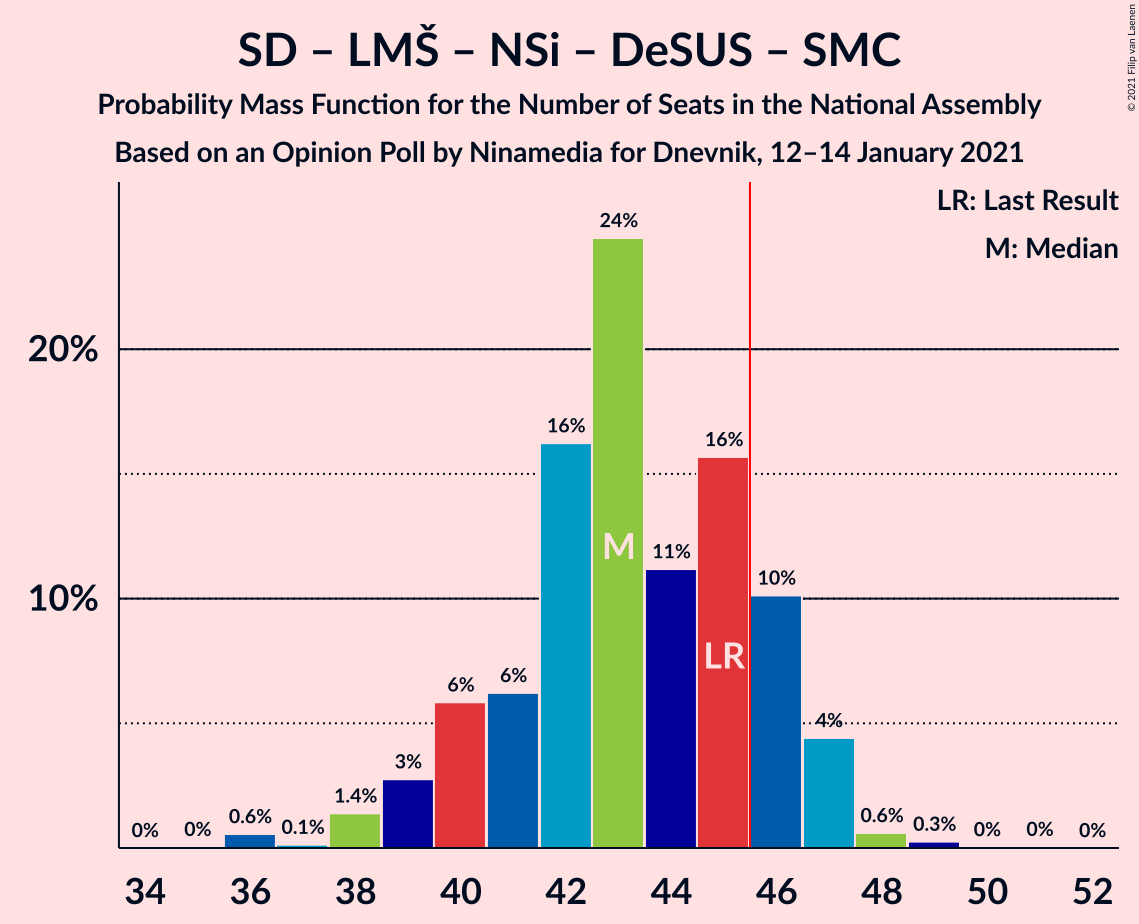 SD – LMŠ – NSi – DeSUS – SMC
Probability Mass Function for the Number of Seats in the National Assembly
Based on an Opinion Poll by Ninamedia for Dnevnik, 12–14 January 2021
© 2021 Filip van Laenen
LR: Last Result
M: Median
20%
10%
0%
0%
0.6%
0.1%
1.4%
3%
6%
6%
16%
24%
11%
16%
10%
4%
0.6%
0.3%
0%
0%
0%
M
LR
34 36 38 40 42 44 46 48 50 52